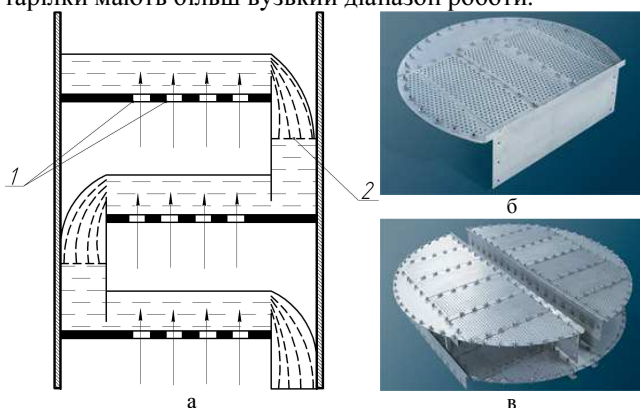 тарілки мають більш вузький діапазон роботи.
1
2
б
а
в